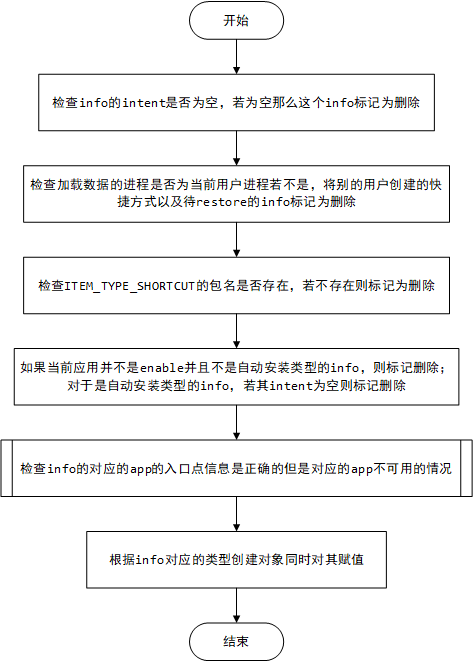 开始
检查info的intent是否为空，若为空那么这个info标记为删除
检查加载数据的进程是否为当前用户进程若不是，将别的用户创建的快
捷方式以及待restore的info标记为删除
检查ITEM_TYPE_SHORTCUT的包名是否存在，若不存在则标记为删除
如果当前应用并不是enable并且不是自动安装类型的info，则标记删除；
对于是自动安装类型的info，若其intent为空则标记删除
检查info的对应的app的入口点信息是正确的但是对应的app不可用的情况
根据info对应的类型创建对象同时对其赋值
结束